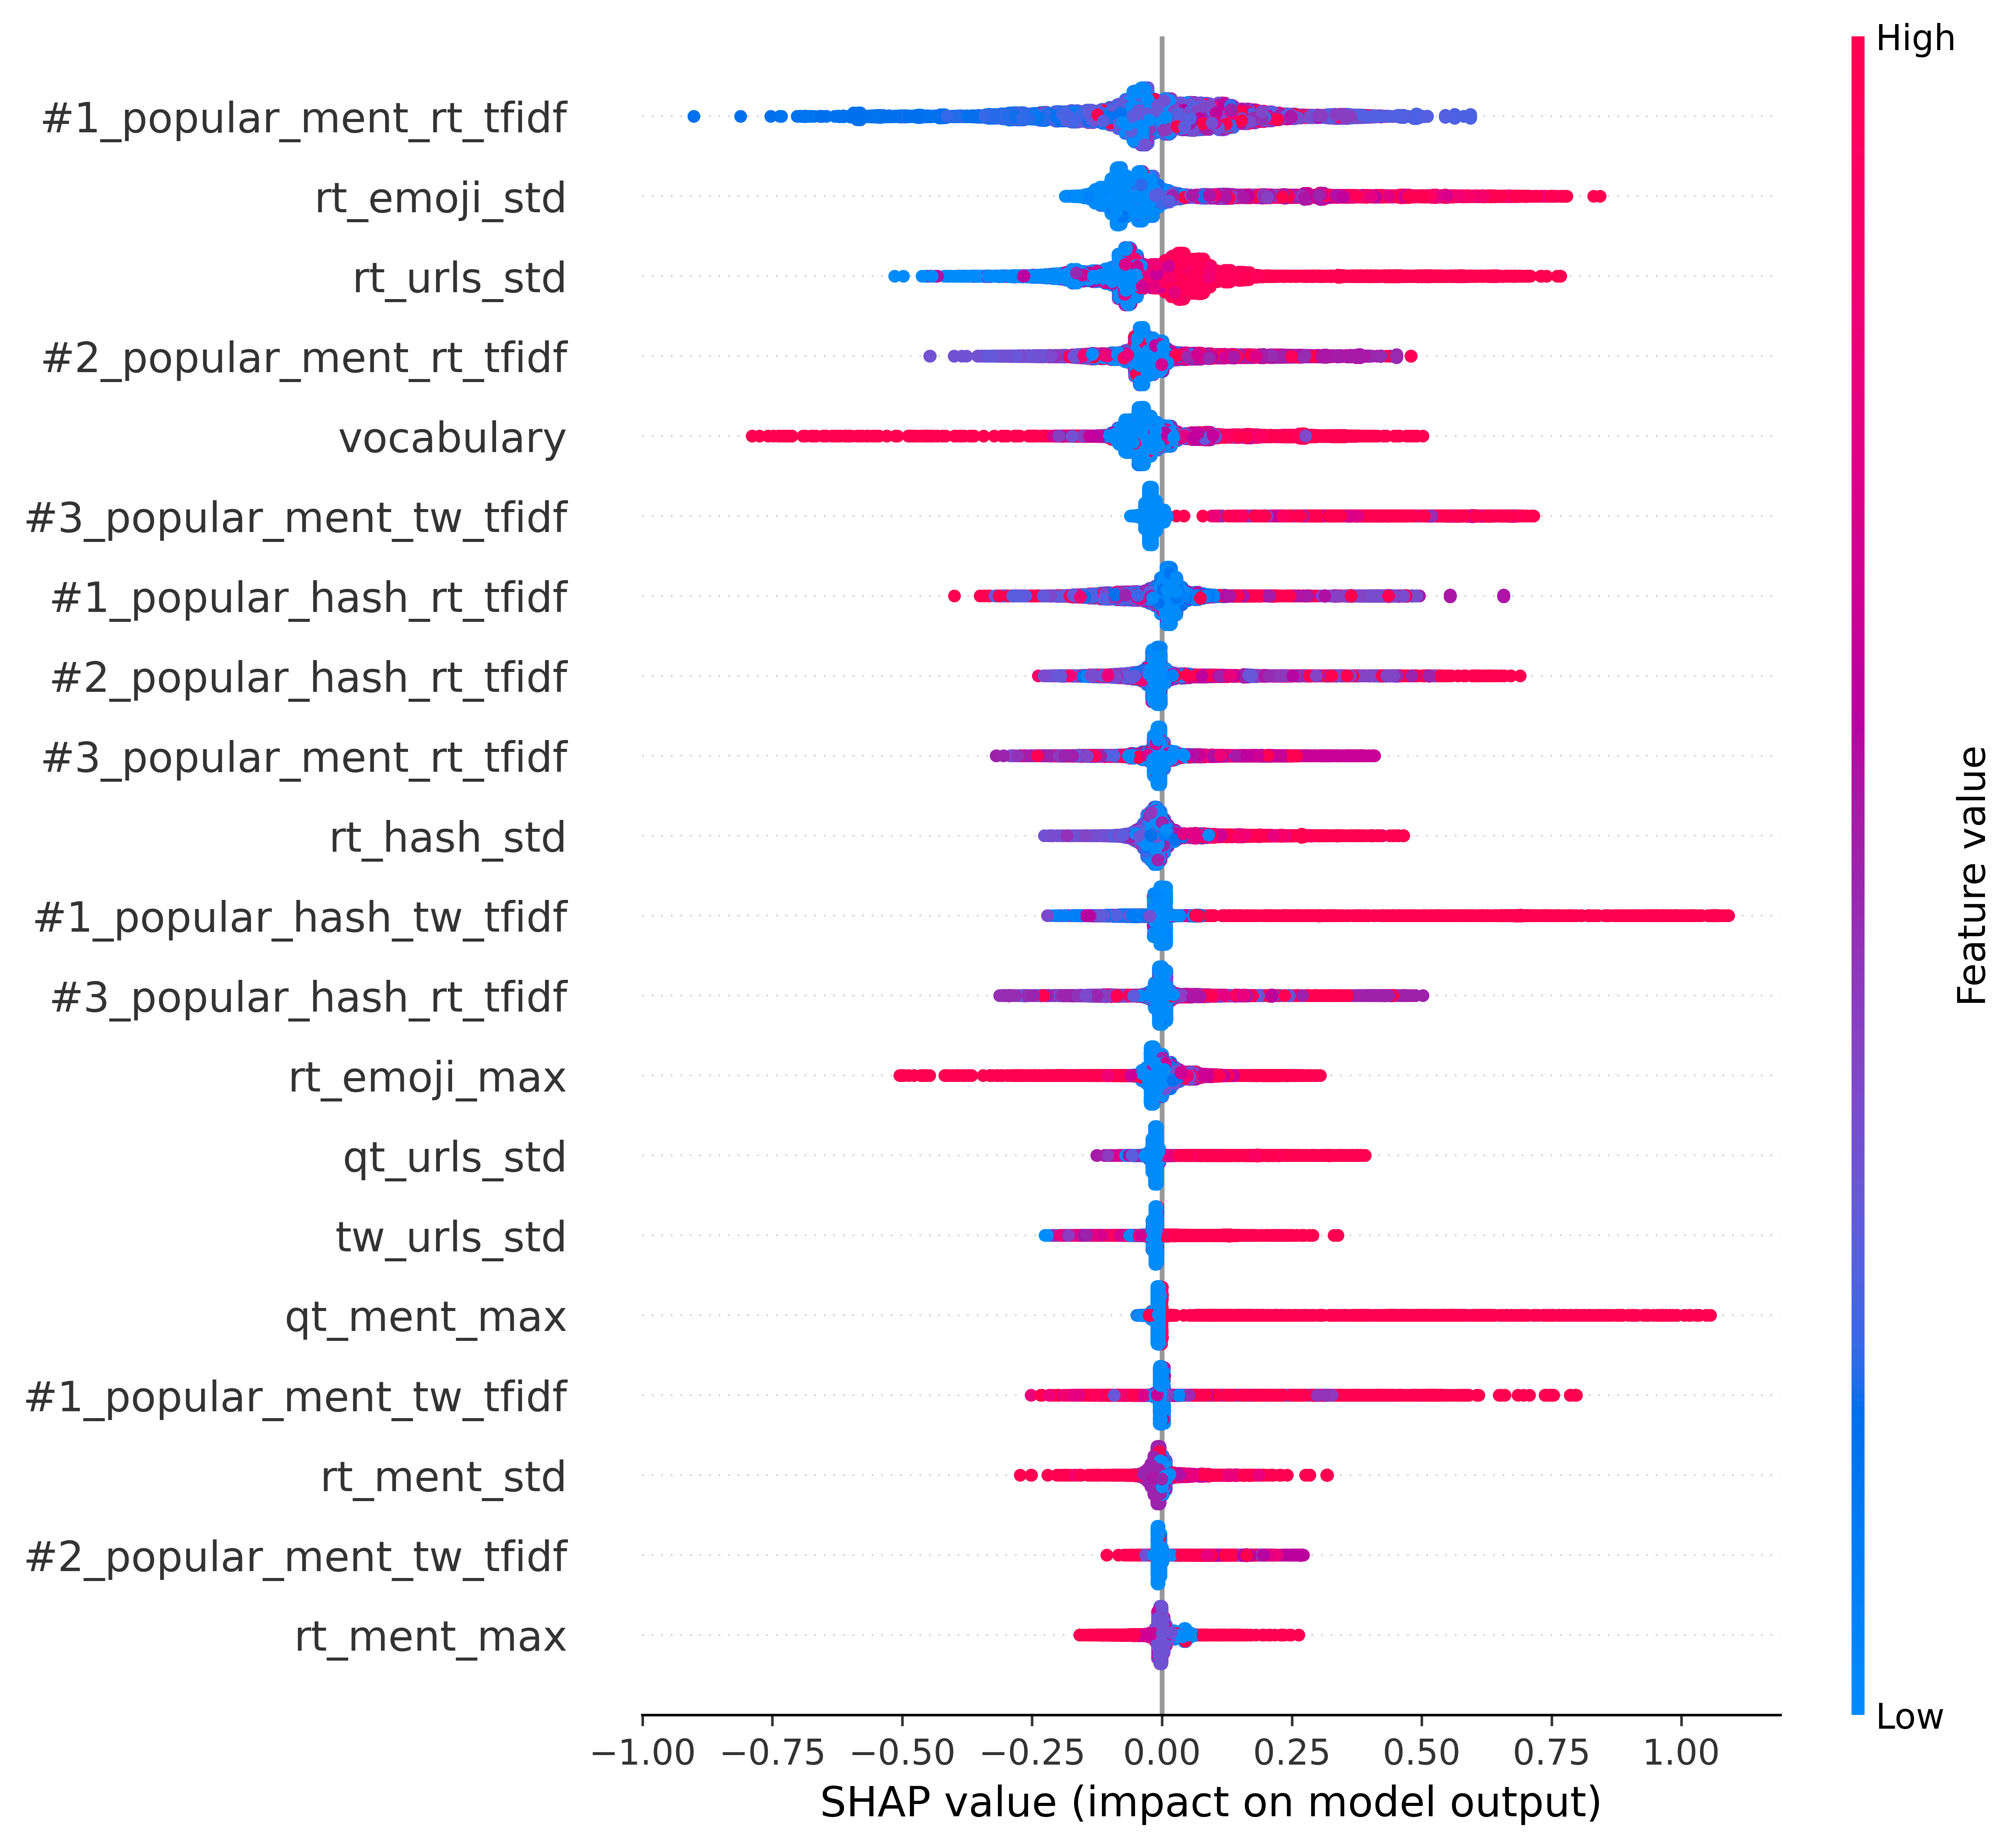 High
#1_popular_ment_rt_tfidf
rt_emoji_std
rt_urls_std
#2_popular_ment_rt_tfidf
vocabulary
#3_popular_ment_tw_tfidf
#1_popular_hash_rt_tfidf
#2_popular_hash_rt_tfidf
#3_popular_ment_rt_tfidf
rt_hash_std
#1_popular_hash_tw_tfidf
#3_popular_hash_rt_tfidf
rt_emoji_max
qt_urls_std
tw_urls_std
qt_ment_max
#1_popular_ment_tw_tfidf
rt_ment_std
#2_popular_ment_tw_tfidf
rt_ment_max
Feature value
Low
−1.00 −0.75 −0.50 −0.25 0.00 0.25 0.50 0.75 1.00
SHAP value (impact on model output)